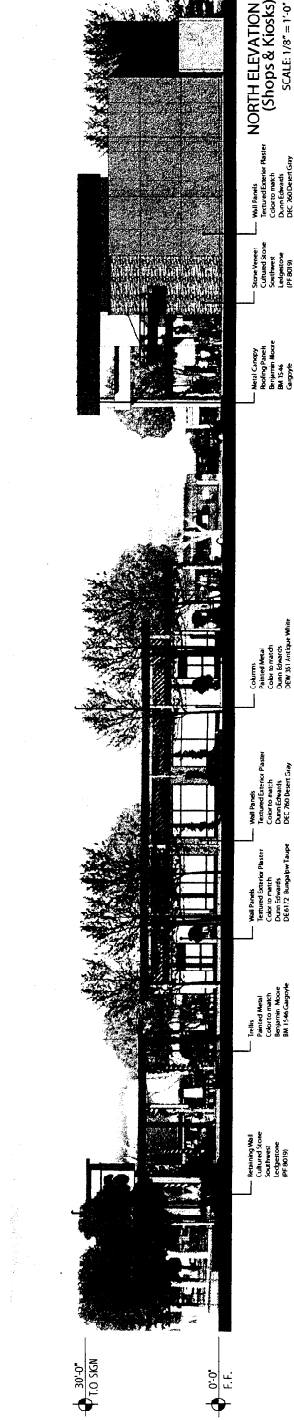 30'-0"
T.O SIGN
0'-0"
F.F.
Retaining Wall
Cultured Stone
Southwest
Ledgestone
(PF 8019)
Trellis
Painted Metal
Color to match
Benjamin Moore
BM 1546 Gargoyle
Wall Panels
Textured Exterior Plaster
Color to match
Dunn Edwards
DE6172 Bungalow Taupe
Wall Panels
Textured Exterior Plaster
Color to match
Dunn Edwards
DEC 760 Desert Gray
Columns
Painted Metal
Color to match
Dunn Edwards
DEW 351 Antique White
Metal Canopy
Roofing Panels
Benjamin Moore
BM 1546
Gargoyle
Stone Veneer
Cultured Stone
Southwest
Ledgestone
(PF 8019)
Wall Panels
Textured Exterior Plaster
Color to match
Dunn Edwards
DEC 760 Desert Gray
NORTH ELEVATION
(Shops & Kiosks)
SCALE: 1/8" = 1'-0"